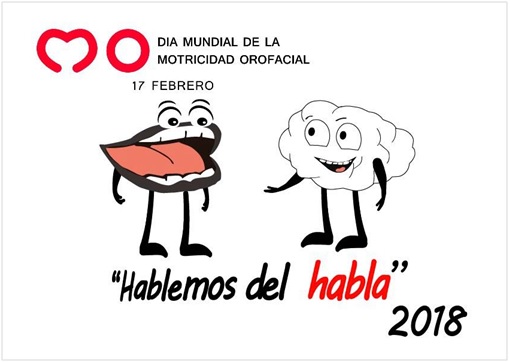 MO
DIA MUNDIAL DE LA
MOTRICIDAD OROFACIAL
17 FEBRERO
“Hablemos del habla”
2018